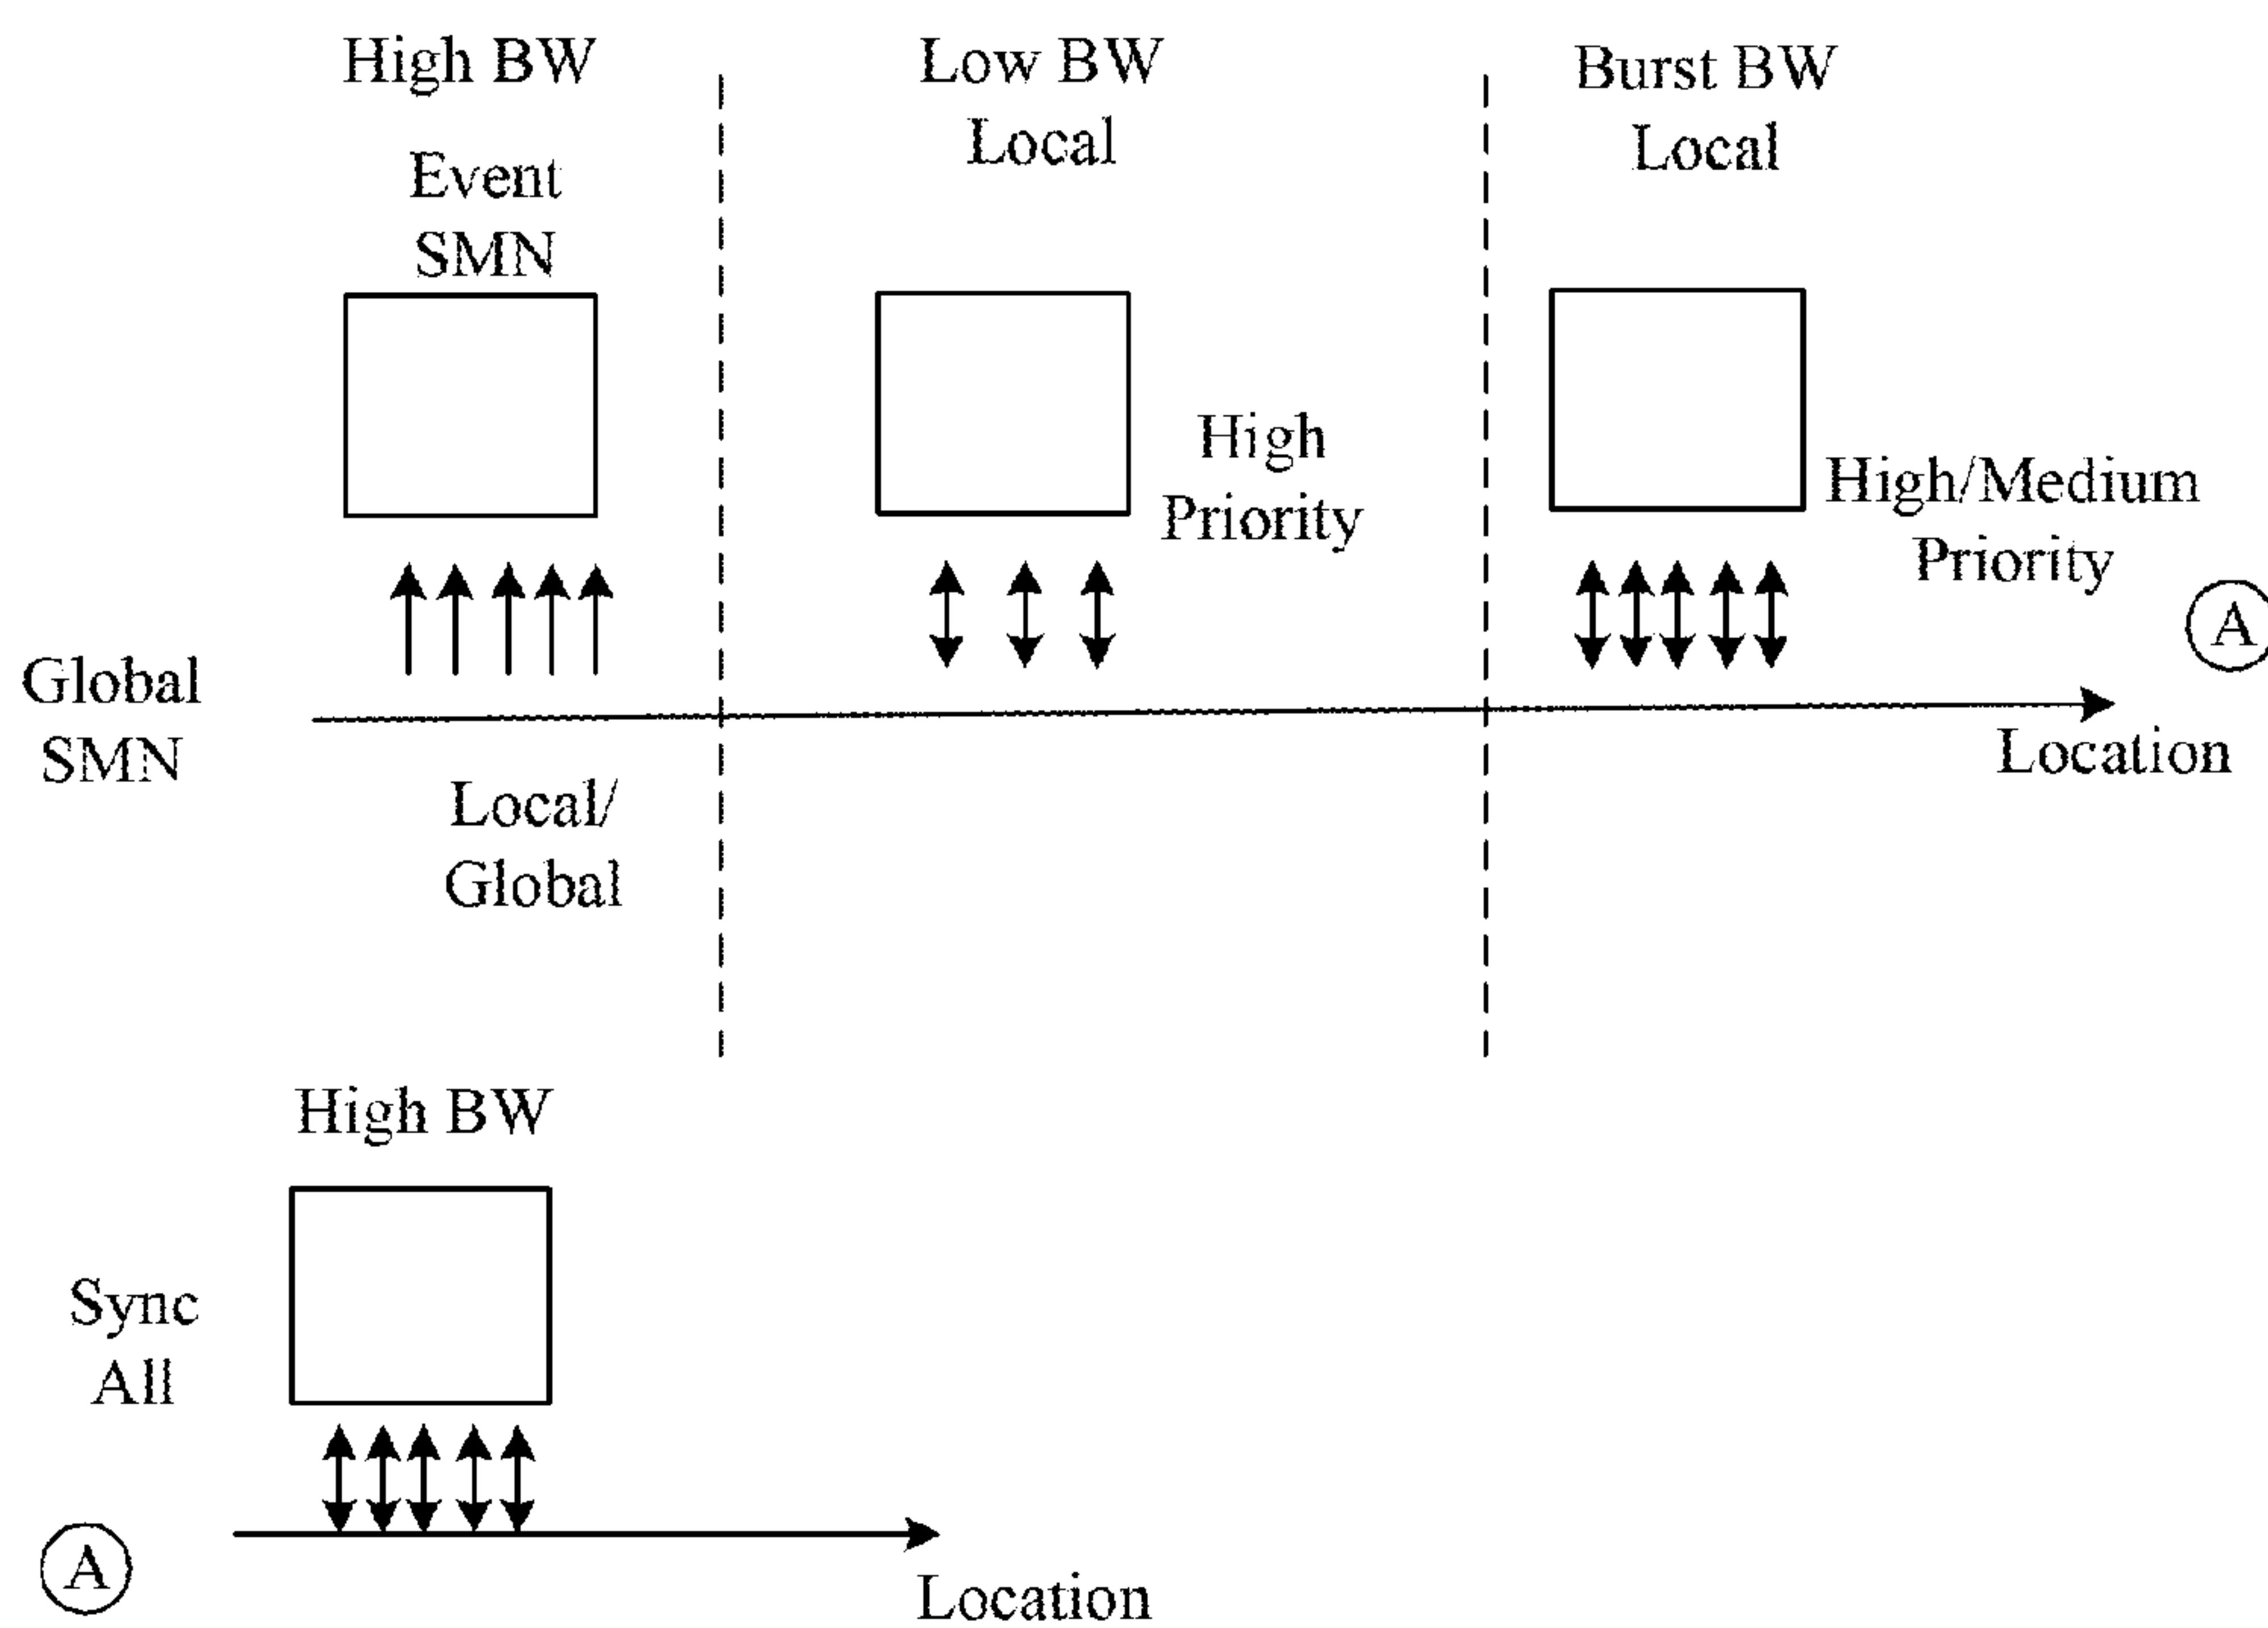 High BW
Event
SMN
Low BW
Local
Burst BW
Local
High
Priority
High/Medium
Priority
A
Global
SMN
Location
Local/
Global
High BW
Sync
All
A
Location